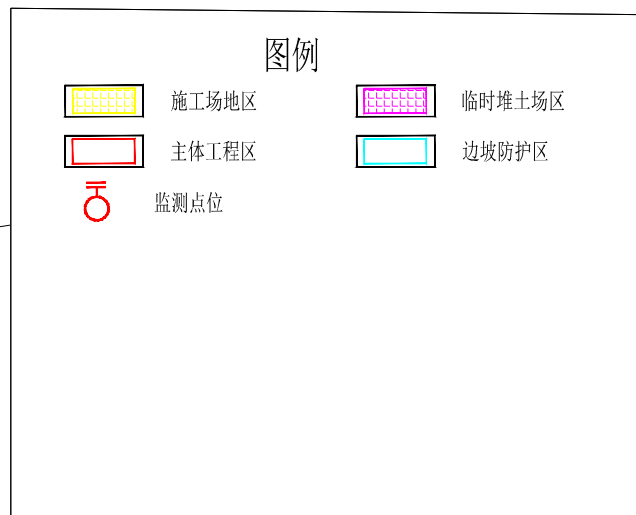 图例
施工场地区 临时堆土场区
主体工程区 边坡防护区
监测点位